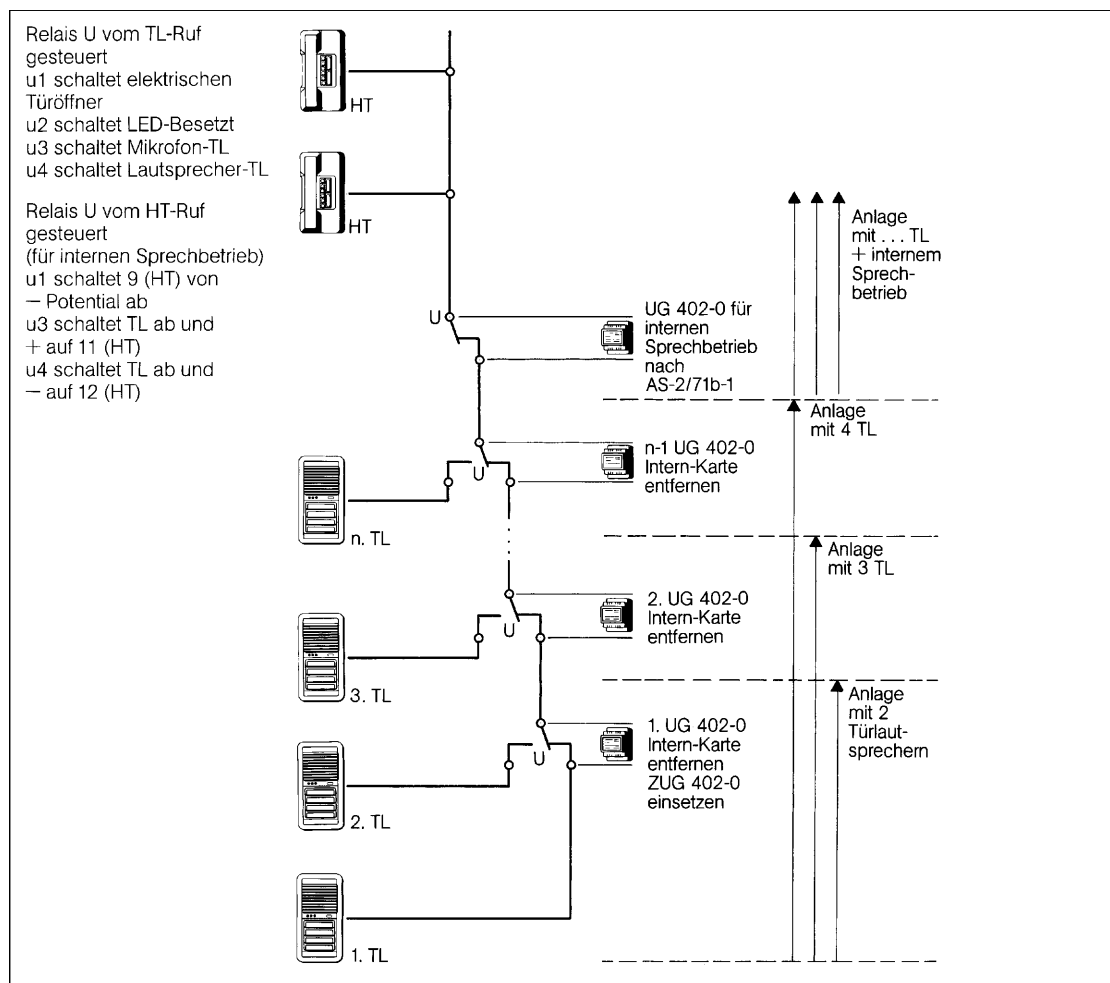 Relais U vom TL-Ruf
gesteuert
u1 schaltet elektrischen
Türöffner
u2 schaltet LED-Besetzt
u3 schaltet Mikrofon-TL
u4 schaltet Lautsprecher-TL
Relais U vom HT-Ruf
gesteuert
(für internen Sprechbetrieb)
u1 schaltet 9 (HT) von
– Potential ab
u3 schaltet TL ab und
+ auf 11 (HT)
u4 schaltet TL ab und
– auf 12 (HT)
HT
HT
U
UG 402-0 für
internen
Sprechbetrieb
nach
AS-2/71b-1
Anlage
mit . . . TL
+ internem
Sprech-
betrieb
Anlage
mit 4 TL
U
n-1 UG 402-0
Intern-Karte
entfernen
n. TL
Anlage
mit 3 TL
U
2. UG 402-0
Intern-Karte
entfernen
3. TL
Anlage
mit 2
Türlaut-
sprechern
U
1. UG 402-0
Intern-Karte
entfernen
ZUG 402-0
einsetzen
2. TL
1. TL